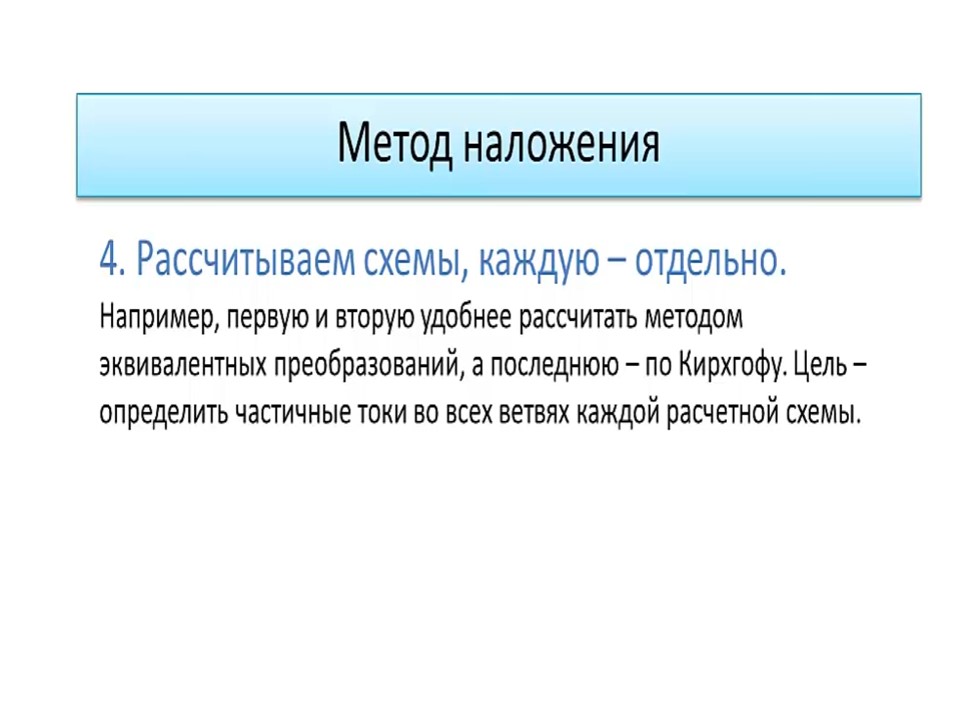 Метод наложения
4. Рассчитываем схемы, каждую – отдельно.
Например, первую и вторую удобнее рассчитать методом
эквивалентных преобразований, а последнюю – по Кирхгофу. Цель –
определить частичные токи во всех ветвях каждой расчетной схемы.